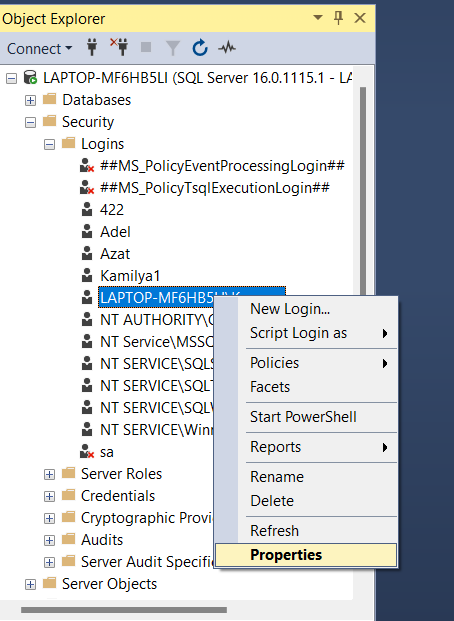 Object Explorer
Connect
LAPTOP-MF6HB5LI (SQL Server 16.0.1115.1 - LA
Databases
Security
Logins
##MS_PolicyEventProcessingLogin##
##MS_PolicyTsqlExecutionLogin##
422
Adel
Azat
Kamilya1
LAPTOP-MF6HB5LI\K
NT AUTHORITY\
NT Service\MSSC
NT SERVICE\SQL
NT SERVICE\SQL
NT SERVICE\SQL
NT SERVICE\Win
sa
Server Roles
Credentials
Cryptographic Provi
Audits
Server Audit Specific
Server Objects
New Login...
Script Login as
Policies
Facets
Start PowerShell
Reports
Rename
Delete
Refresh
Properties